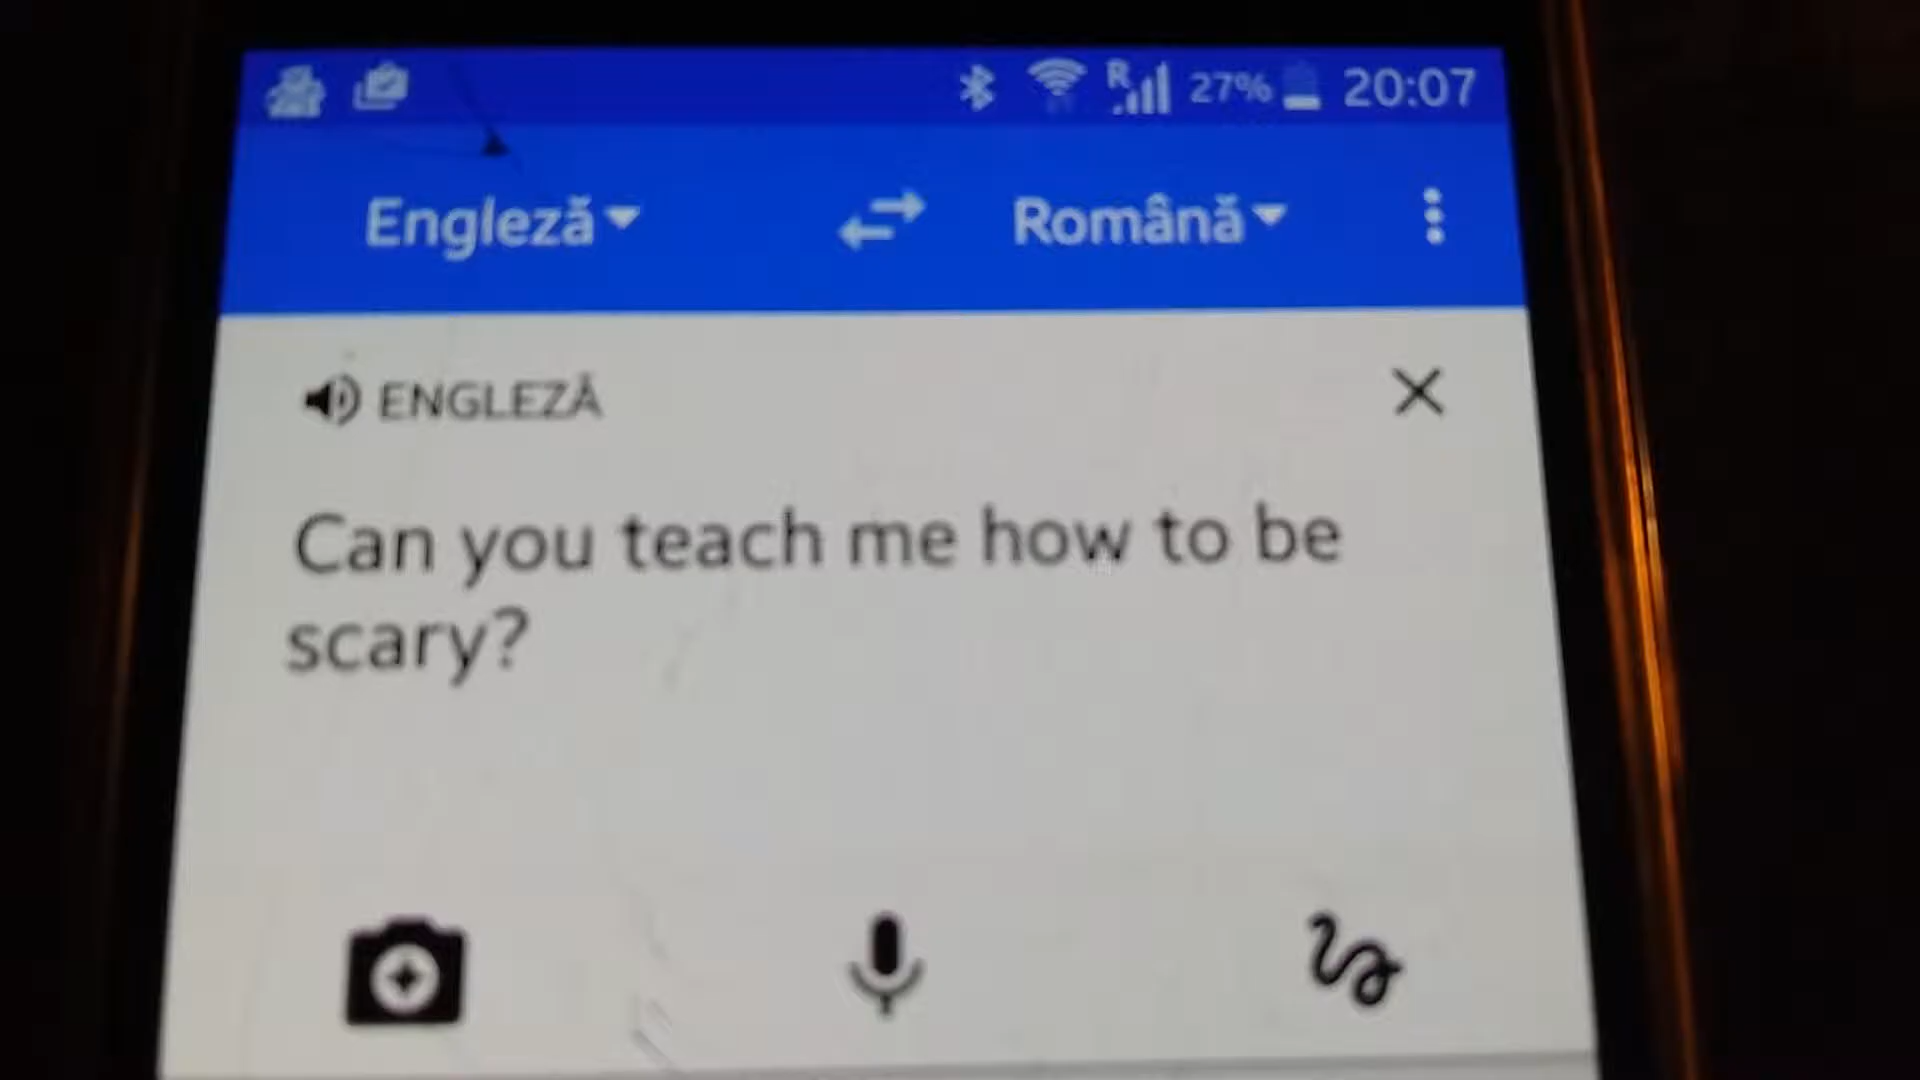 R 27% 20:07
Engleză Română
ENGLEZĂ
Can you teach me how to be
scary?